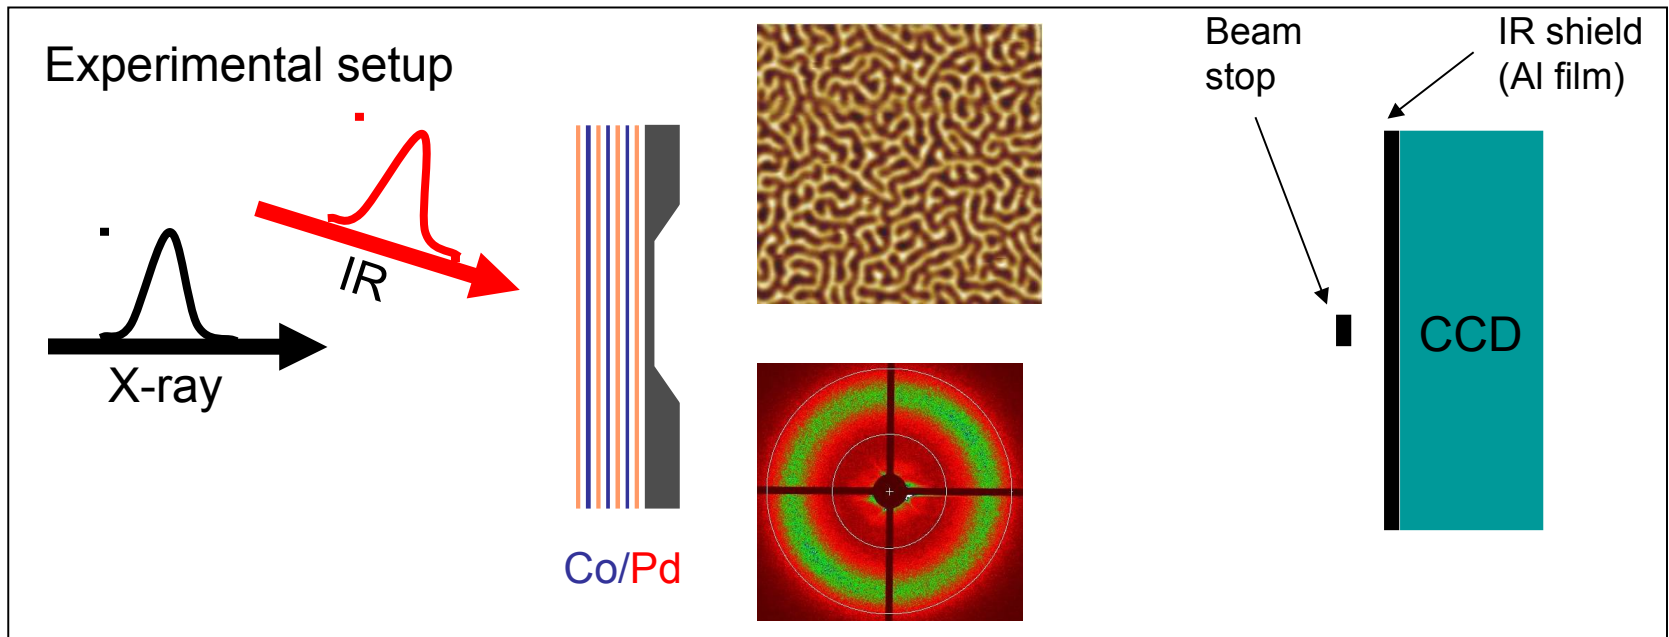 Experimental setup
IR
X-ray
Co/Pd
Beam
stop
IR shield
(Al film)
CCD